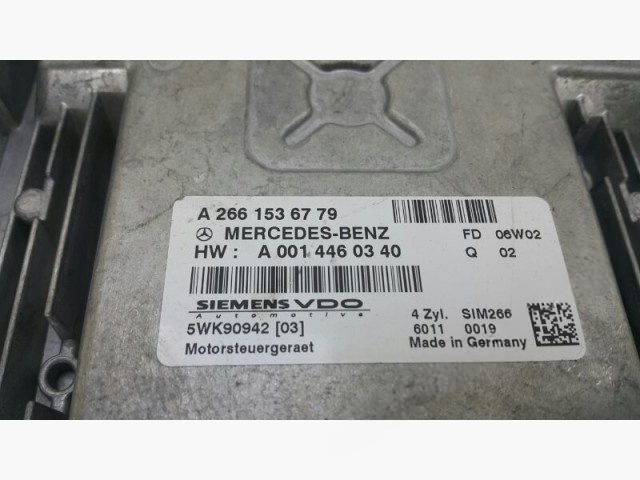 A 266 153 67 79
MERCEDES-BENZ FD 06W02
HW : A 001 446 03 40 Q 02
SIEMENS VDO
Automotive
5WK90942 [03] 4 Zyl. SIM266
6011 0019
Motorsteuergeraet Made in Germany